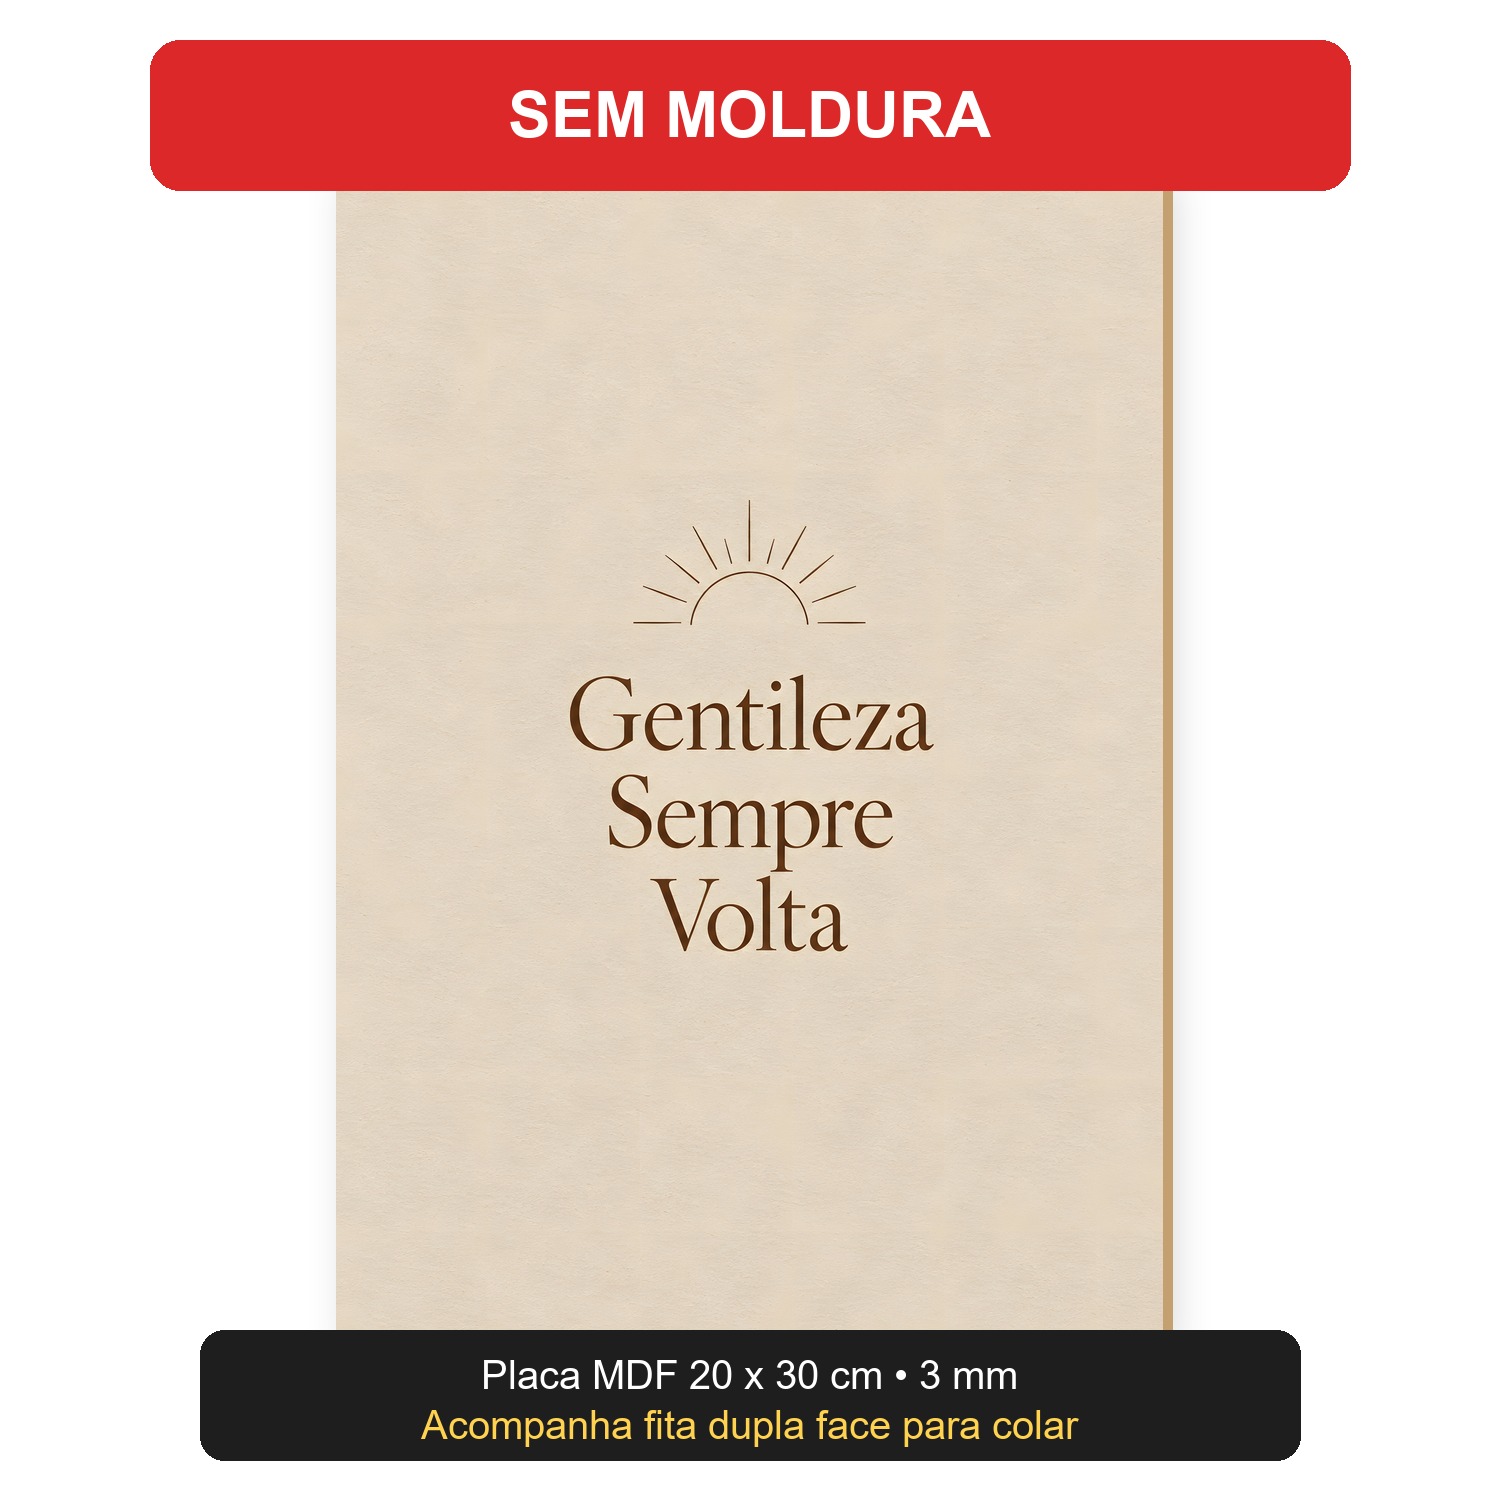 SEM MOLDURA
Gentileza
Sempre
Volta
Placa MDF 20 x 30 cm • 3 mm
Acompanha fita dupla face para colar